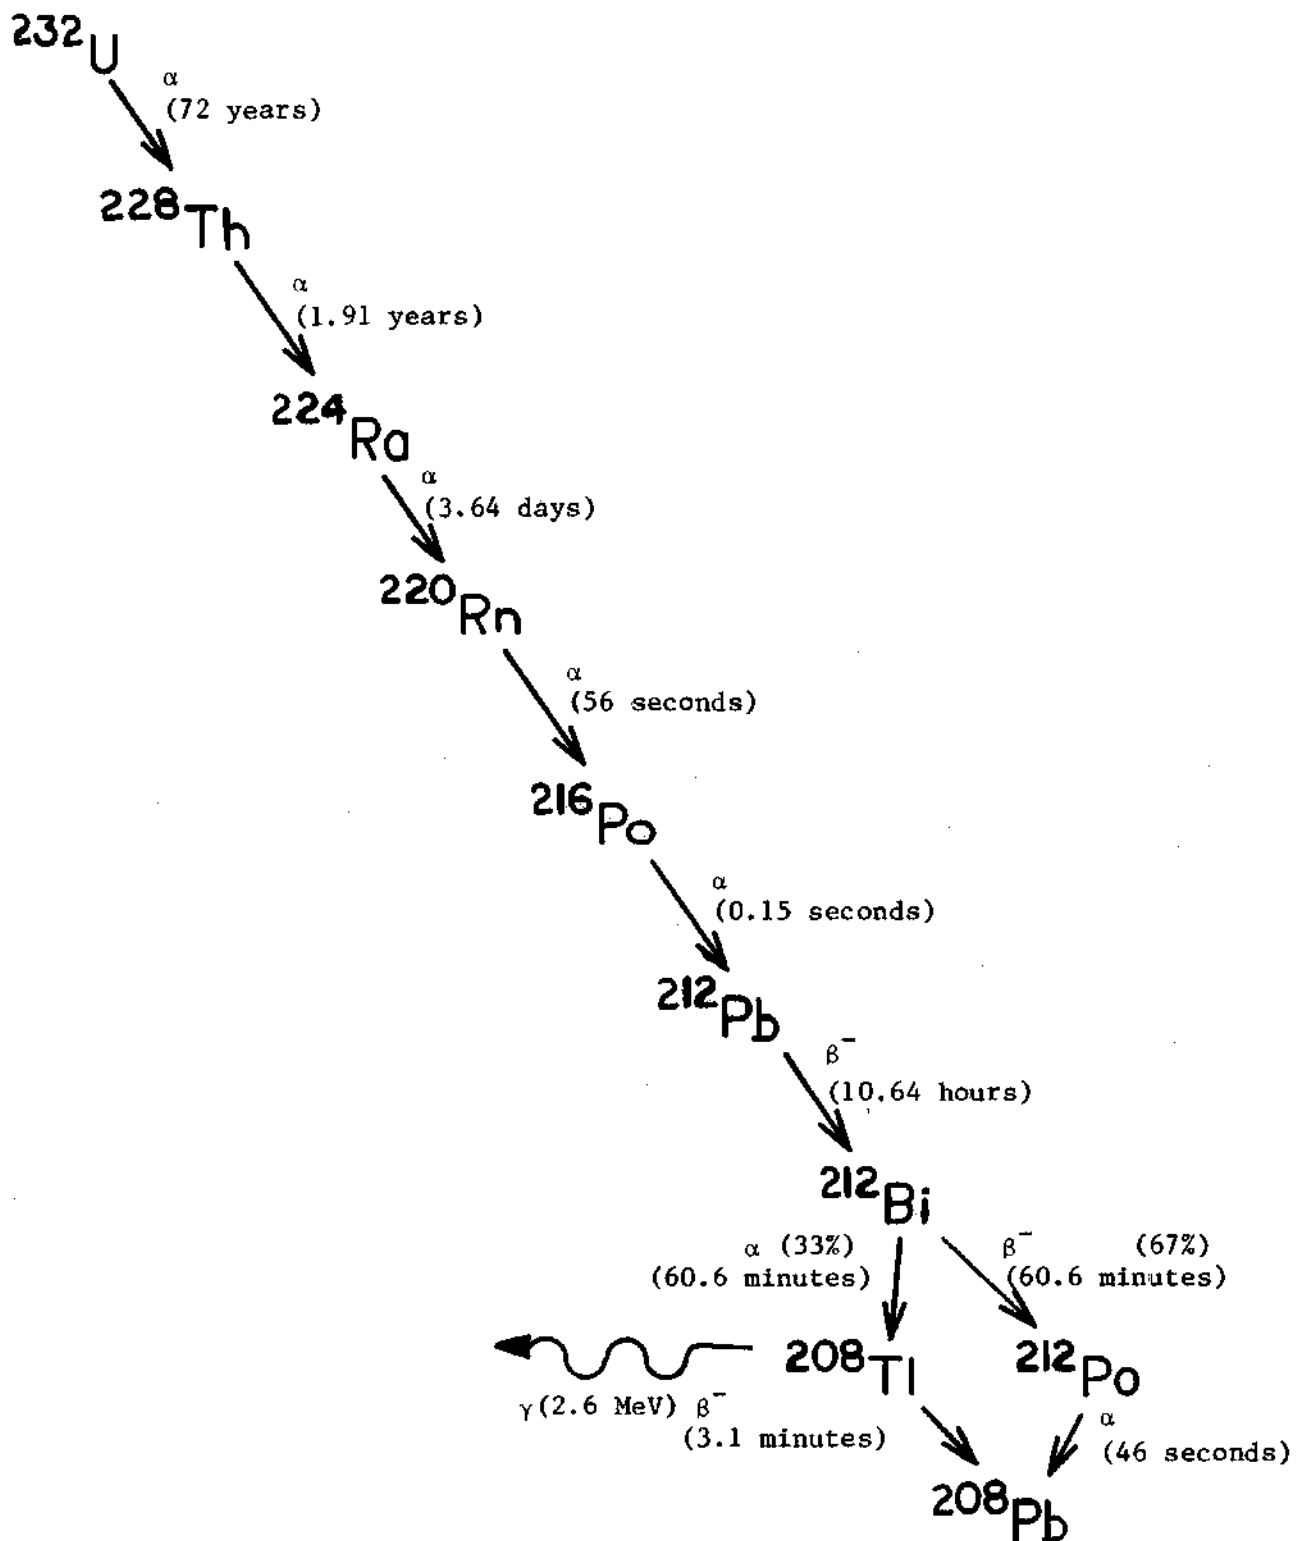 ²³²U
α
(72 years)
²²⁸Th
α
(1.91 years)
²²⁴Ra
α
(3.64 days)
²²⁰Rn
α
(56 seconds)
²¹⁶Po
α
(0.15 seconds)
²¹²Pb
β⁻
(10.64 hours)
²¹²Bi
α (33%)
(60.6 minutes)
β⁻ (67%)
(60.6 minutes)
²⁰⁸Tl
²¹²Po
γ(2.6 MeV) β⁻
(3.1 minutes)
α
(46 seconds)
²⁰⁸Pb